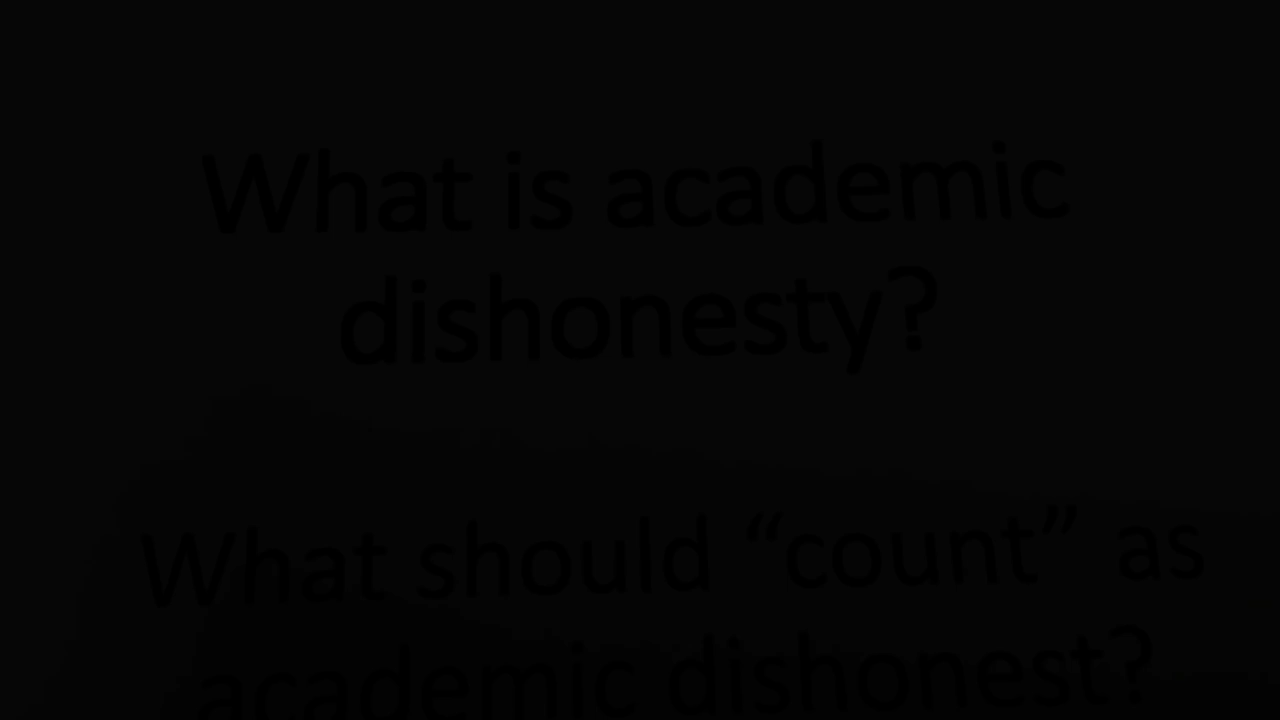 What is academic
dishonesty?
What should “count” as
academic dishonest?